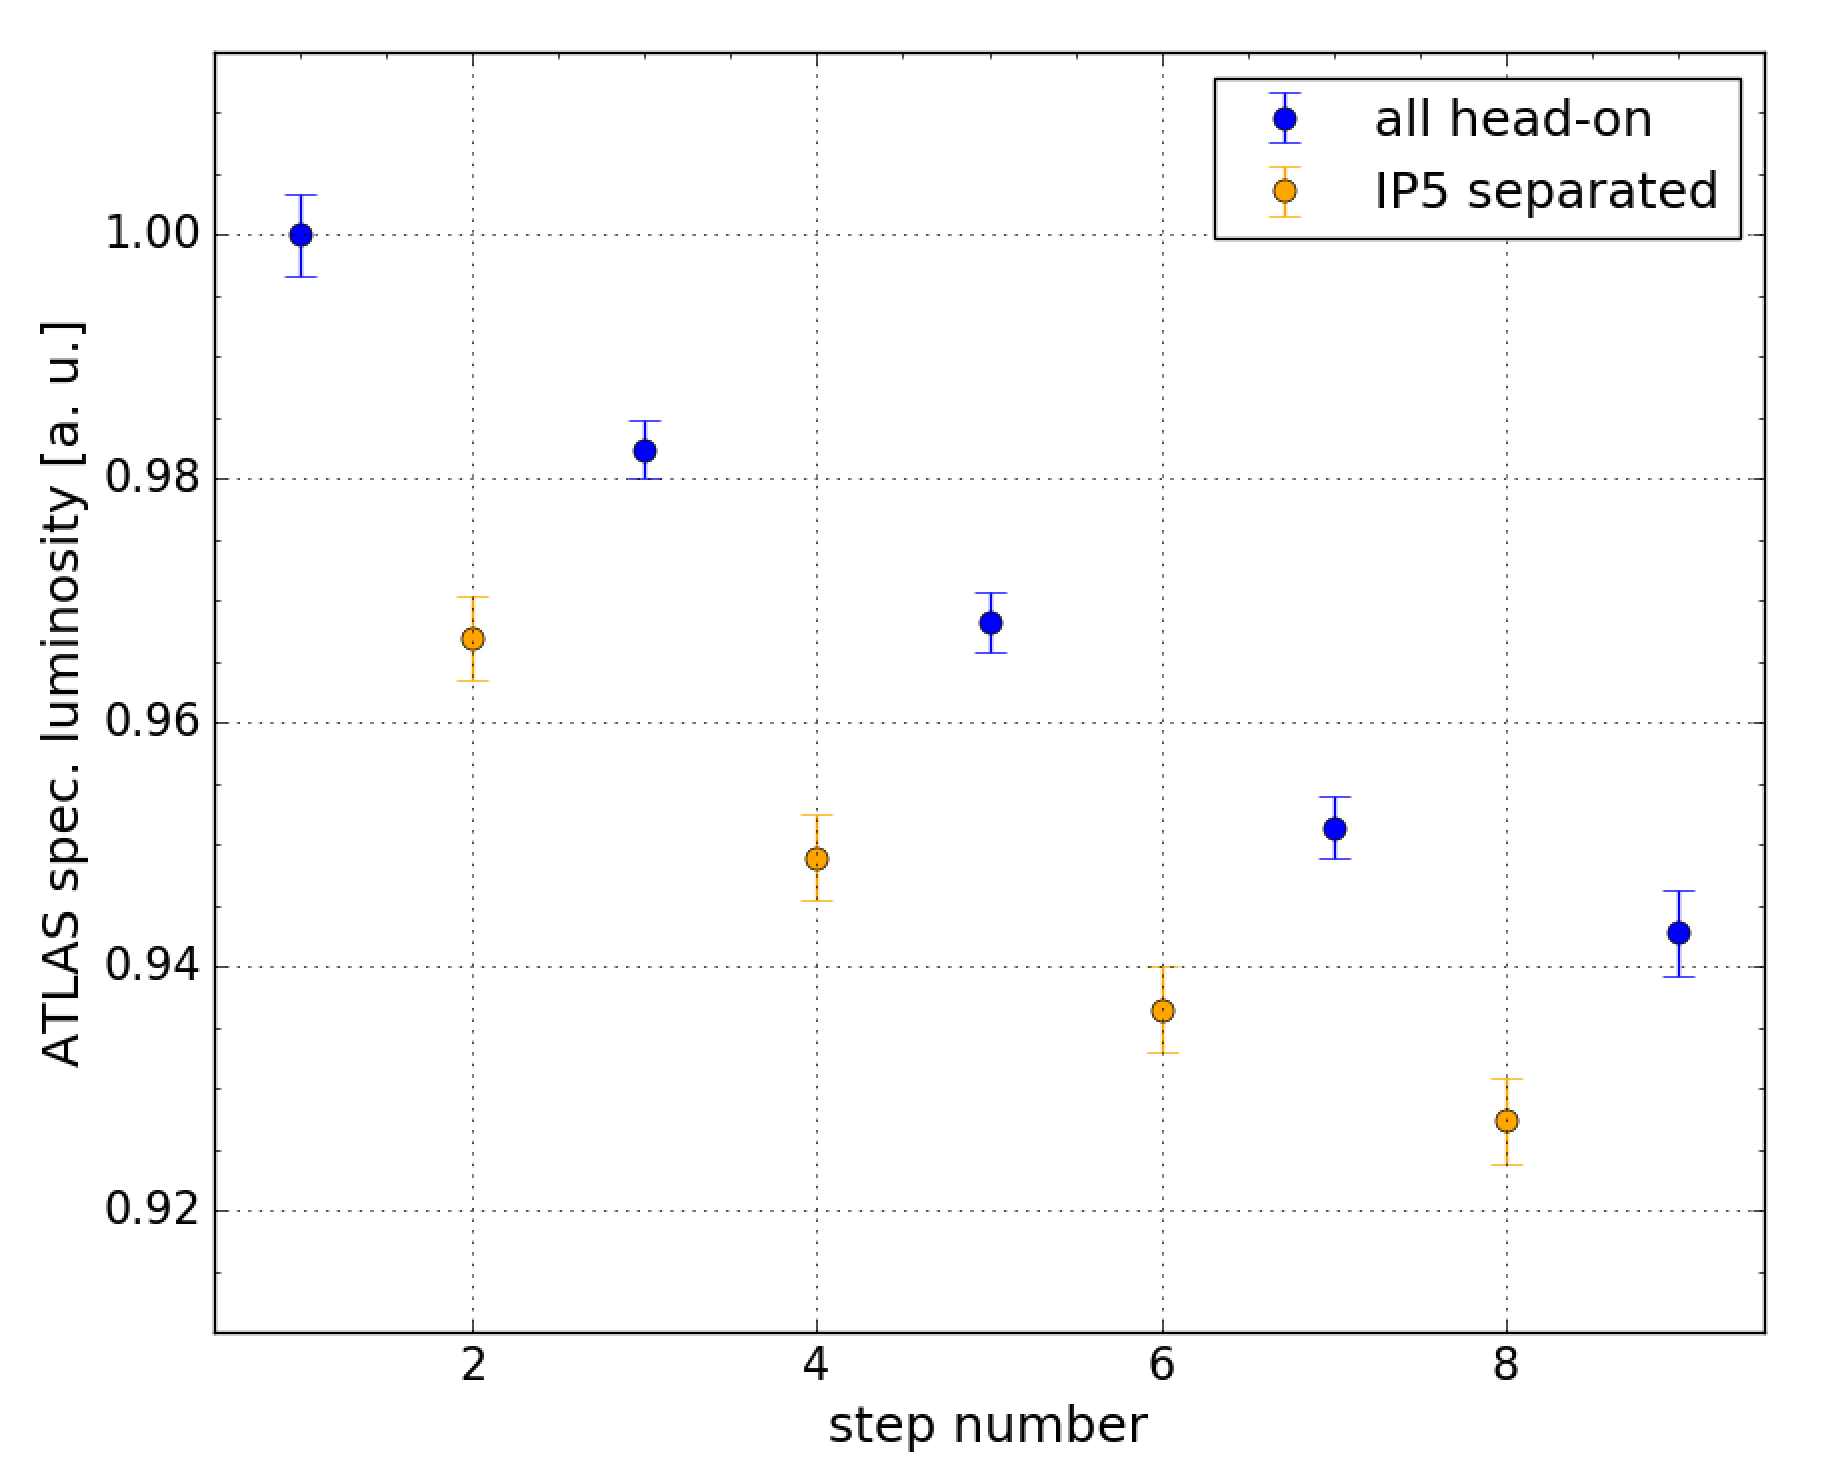 all head-on
IP5 separated
1.00
0.98
0.96
0.94
0.92
ATLAS spec. luminosity [a. u.]
2 4 6 8
step number